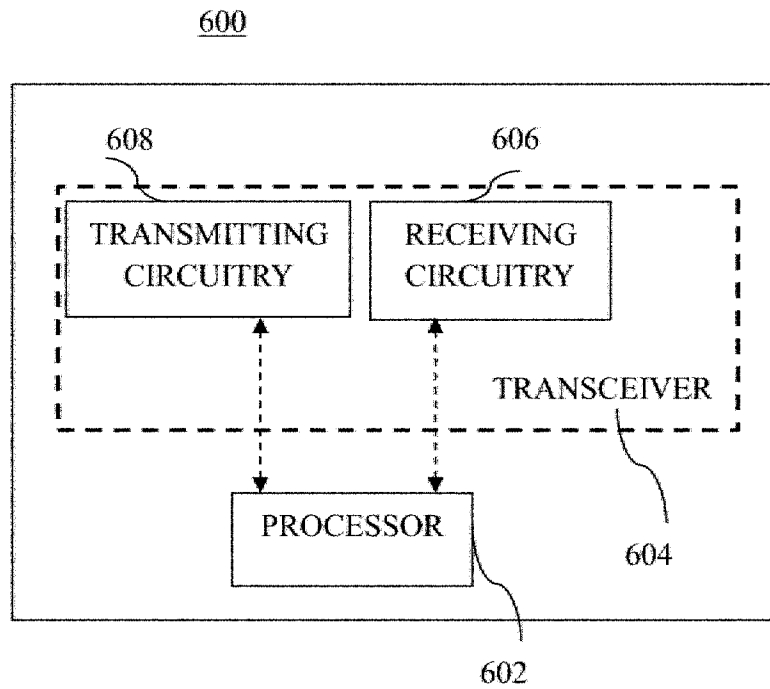 600
608
606
TRANSMITTING
CIRCUITRY
RECEIVING
CIRCUITRY
TRANSCEIVER
PROCESSOR
604
602